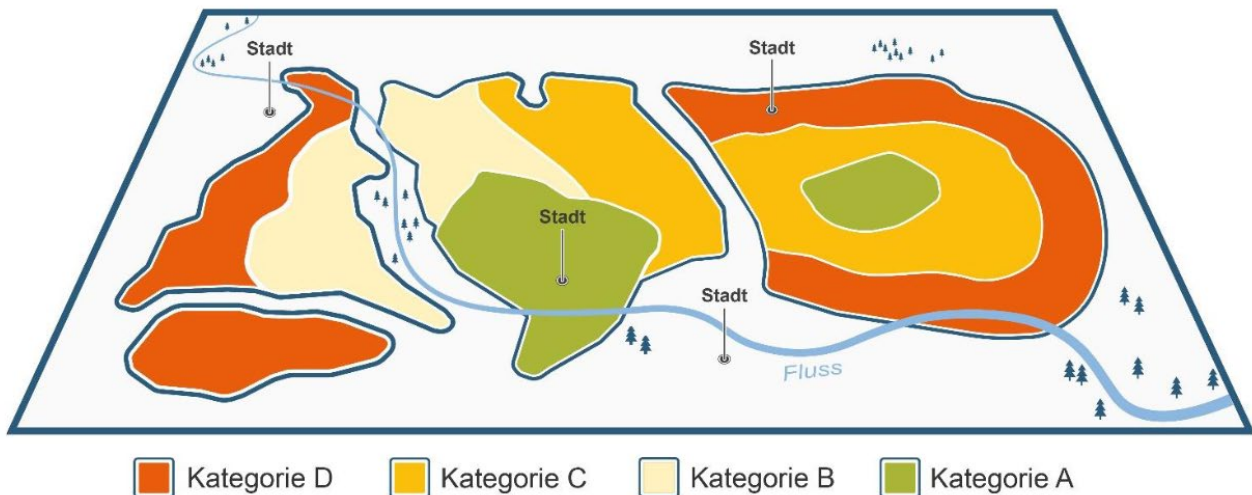 Stadt
Stadt
Stadt
Stadt
Fluss
Kategorie D Kategorie C Kategorie B Kategorie A